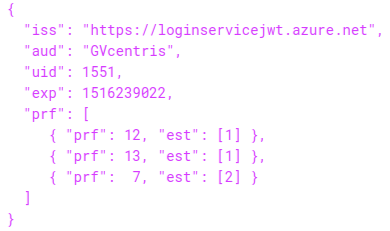 {
  "iss": "https://loginservicejwt.azure.net",
  "aud": "GVcentris",
  "uid": 1551,
  "exp": 1516239022,
  "prf": [
     { "prf": 12, "est": [1] },
     { "prf": 13, "est": [1] },
     { "prf":  7, "est": [2] }
  ]
}